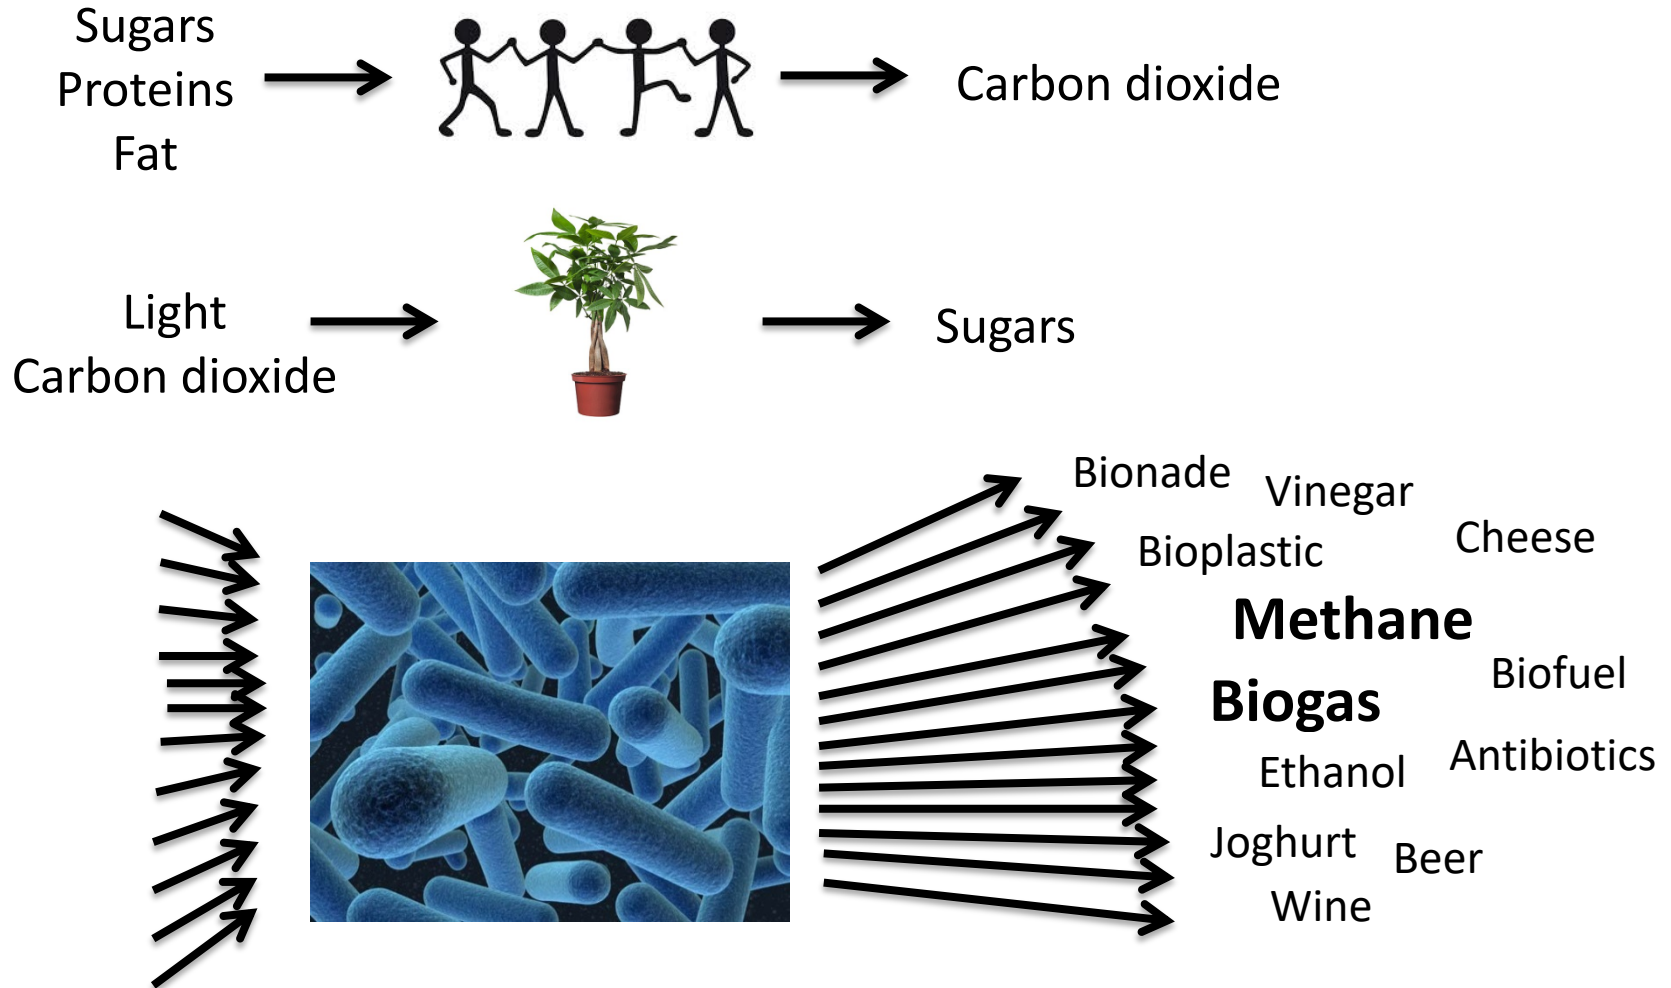 Sugars
Proteins
Fat
Carbon dioxide
Light
Carbon dioxide
Sugars
Bionade
Vinegar
Cheese
Bioplastic
Methane
Biofuel
Biogas
Antibiotics
Ethanol
Joghurt
Beer
Wine